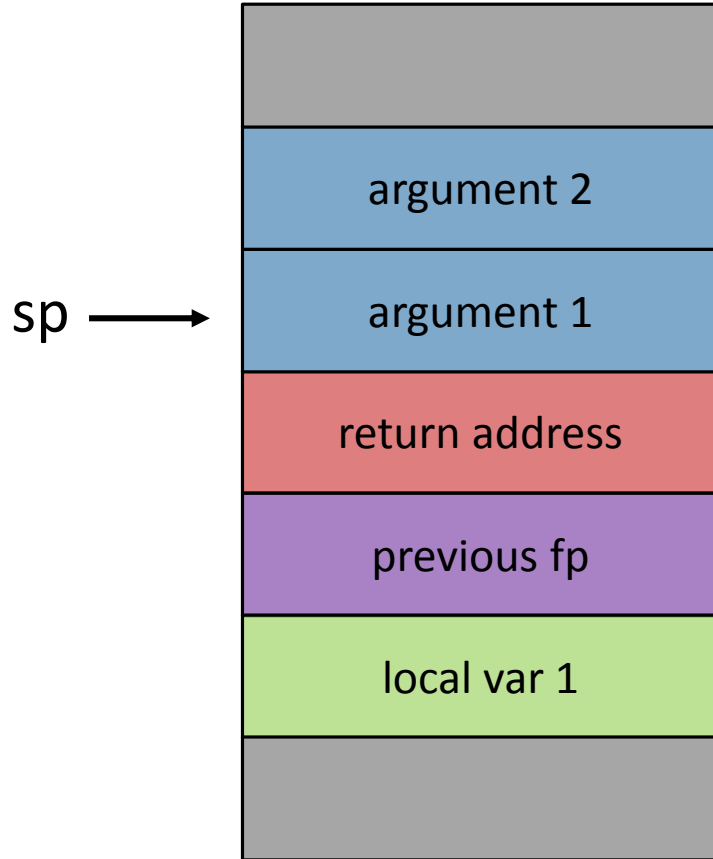 argument 2
sp
argument 1
return address
previous fp
local var 1